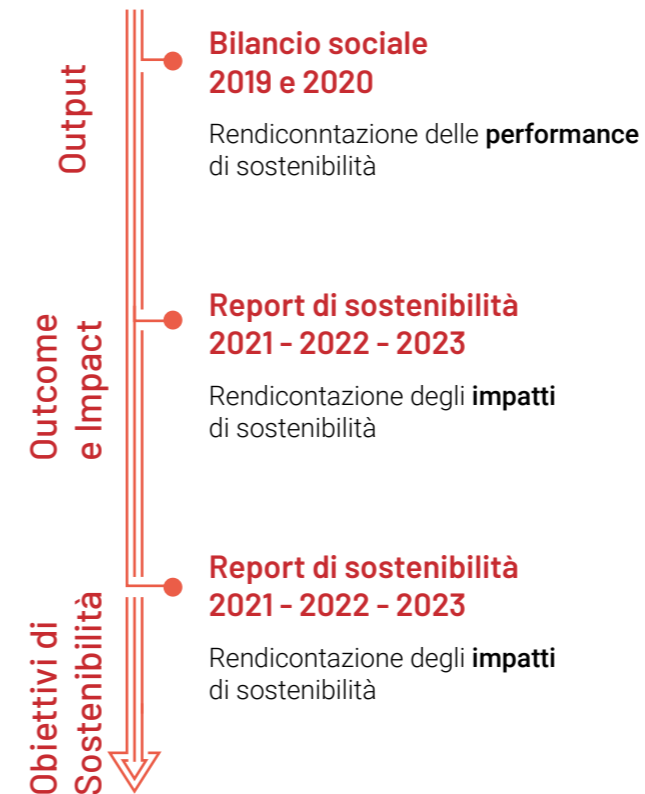 Output
Bilancio sociale
2019 e 2020
Rendiconntazione delle performance
di sostenibilità
Outcome
e Impact
Report di sostenibilità
2021 - 2022 - 2023
Rendicontazione degli impatti
di sostenibilità
Obiettivi di
Sostenibilità
Report di sostenibilità
2021 - 2022 - 2023
Rendicontazione degli impatti
di sostenibilità